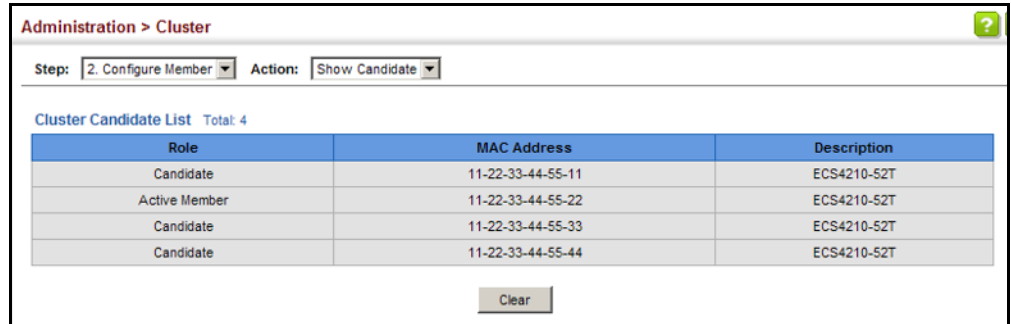 Administration > Cluster
?
Step: 2. Configure Member Action: Show Candidate
Cluster Candidate List Total: 4
Role MAC Address Description
Candidate 11-22-33-44-55-11 ECS4210-52T
Active Member 11-22-33-44-55-22 ECS4210-52T
Candidate 11-22-33-44-55-33 ECS4210-52T
Candidate 11-22-33-44-55-44 ECS4210-52T
Clear